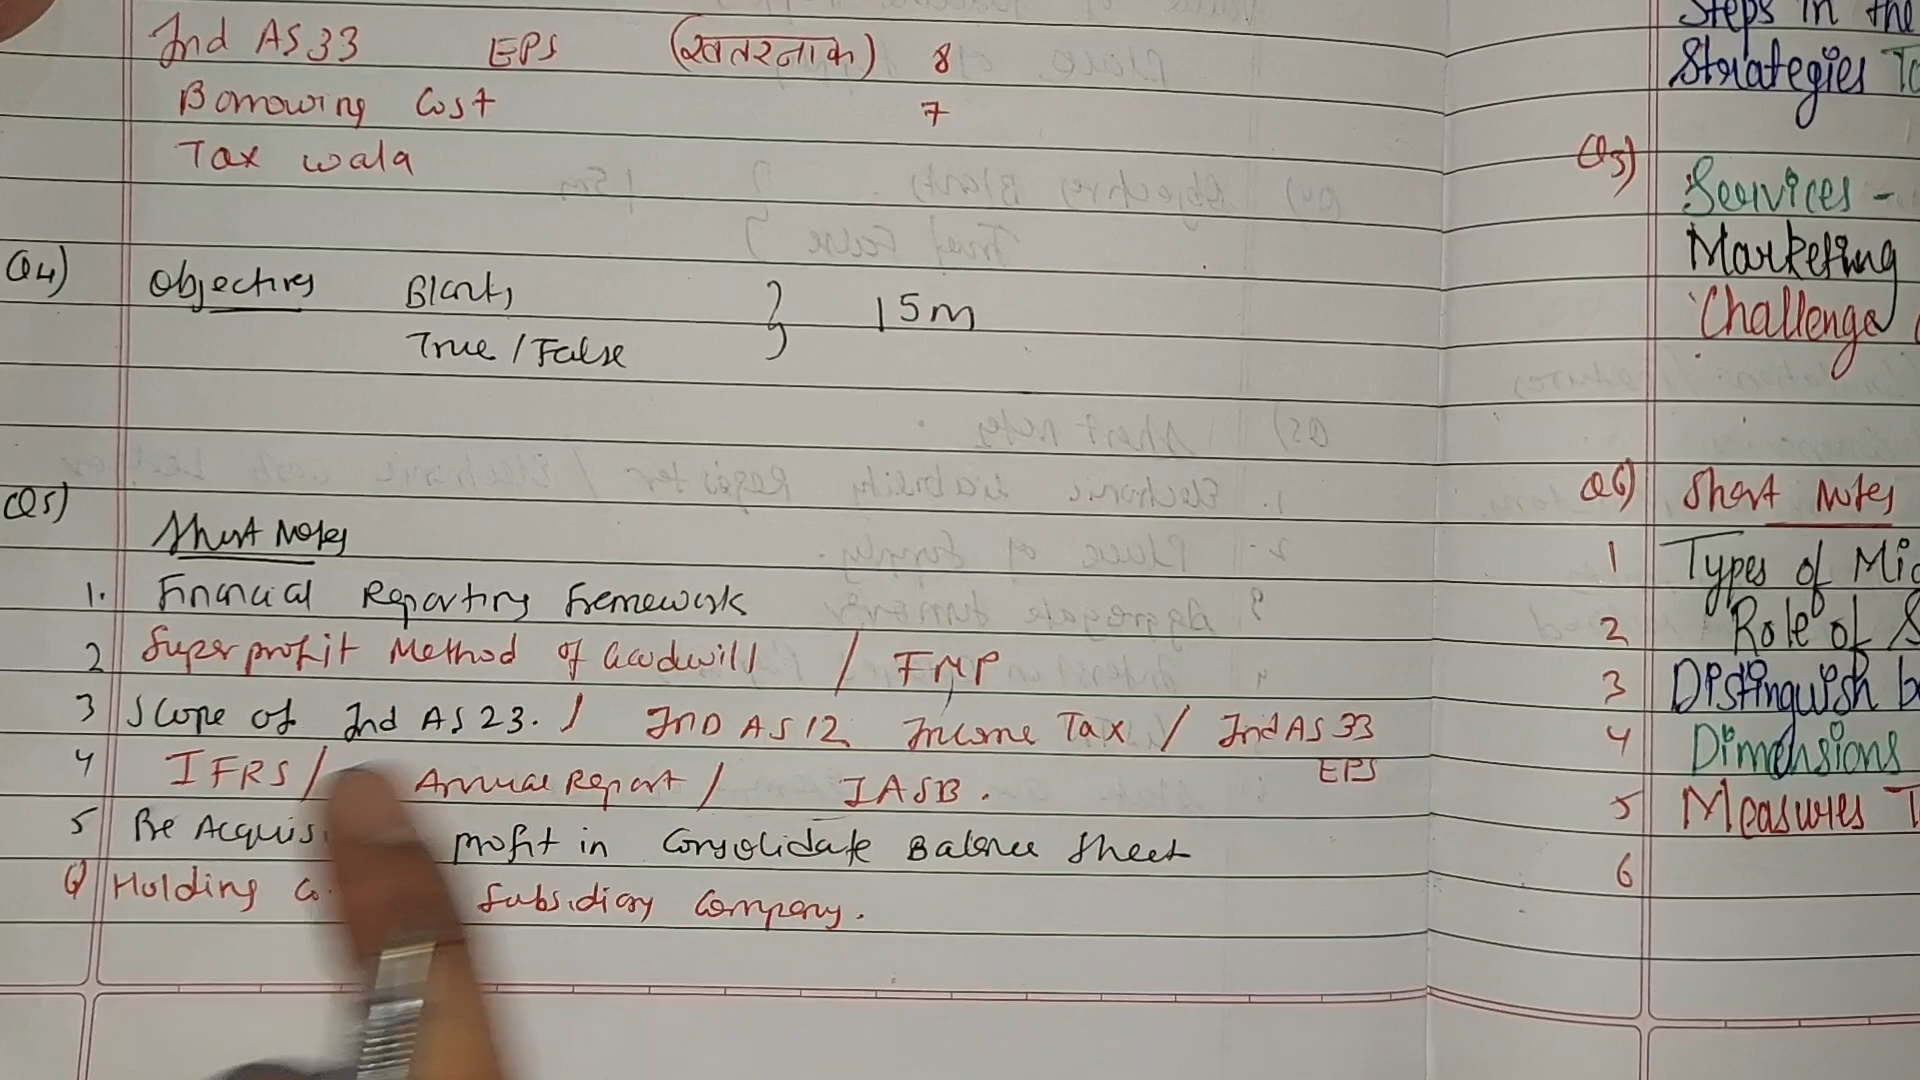 Ind AS 33 EPS (खतरनाक) 8
Borrowing Cost 7
Tax wala
Q4) Objectives Blanks
True / False } 15m
Q5) Short Notes
1. Financial Reporting Framework
2 Superprofit Method of Goodwill / FMP
3 Scope of Ind AS 23. / IND AS 12 Income Tax / Ind AS 33 EPS
4 IFRS / Annual Report / IASB.
5 Pre Acquis profit in Consolidate Balance Sheet
6 Holding Co Subsidiary Company.
Steps in the
Strategies To
Q5) Services -
Marketing
Challenge
Q6) Short Notes
1 Types of
2 Role of
3 Distinguish
4 Dimensions
5 Measures
6